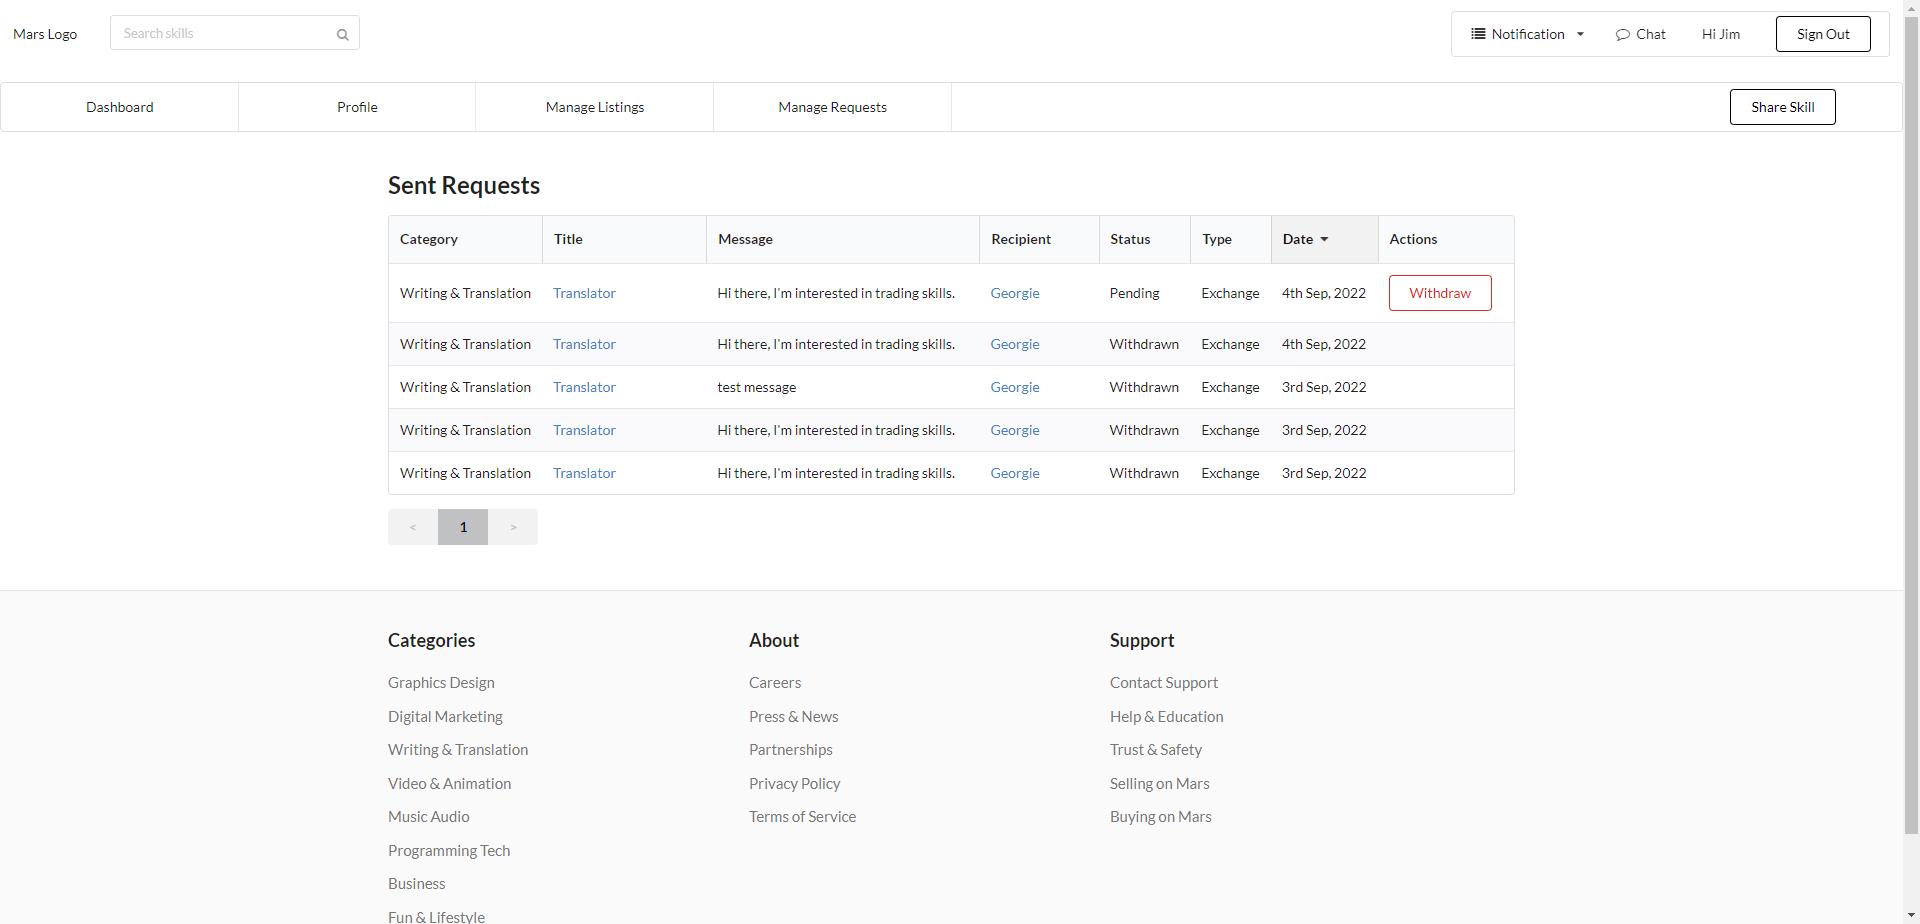 Mars Logo
Search skills
Notification
Chat
Hi Jim
Sign Out
Dashboard
Profile
Manage Listings
Manage Requests
Share Skill
Sent Requests
Category Title Message Recipient Status Type Date Actions
Writing & Translation Translator Hi there, I'm interested in trading skills. Georgie Pending Exchange 4th Sep, 2022 Withdraw
Writing & Translation Translator Hi there, I'm interested in trading skills. Georgie Withdrawn Exchange 4th Sep, 2022
Writing & Translation Translator test message Georgie Withdrawn Exchange 3rd Sep, 2022
Writing & Translation Translator Hi there, I'm interested in trading skills. Georgie Withdrawn Exchange 3rd Sep, 2022
Writing & Translation Translator Hi there, I'm interested in trading skills. Georgie Withdrawn Exchange 3rd Sep, 2022
< 1 >
Categories
Graphics Design
Digital Marketing
Writing & Translation
Video & Animation
Music Audio
Programming Tech
Business
Fun & Lifestyle
About
Careers
Press & News
Partnerships
Privacy Policy
Terms of Service
Support
Contact Support
Help & Education
Trust & Safety
Selling on Mars
Buying on Mars